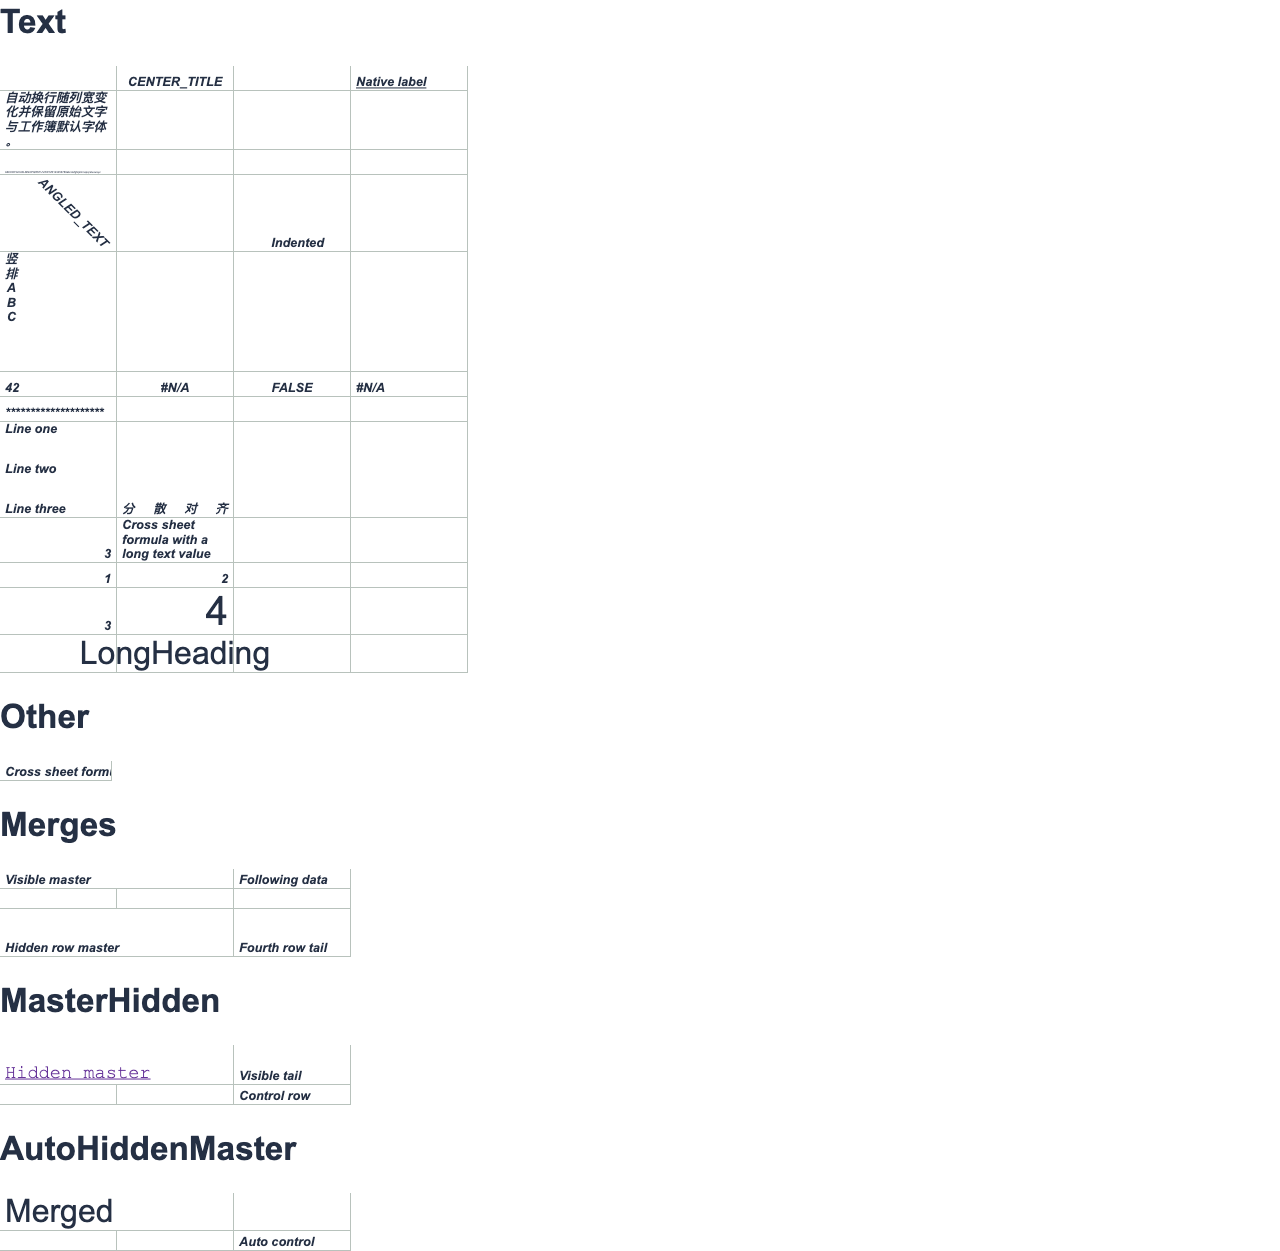 Text
CENTER_TITLE Native label
自动换行随列宽变
化并保留原始文字
与工作簿默认字体
。
ANGLED_TEXT
Indented
竖
排
A
B
C
42 #N/A FALSE #N/A
********************
Line one
Line two
Line three 分 散 对 齐
Cross sheet
formula with a
3 long text value
1 2
3 4
LongHeading
Other
Cross sheet form
Merges
Visible master Following data
Hidden row master Fourth row tail
MasterHidden
Hidden master Visible tail
Control row
AutoHiddenMaster
Merged
Auto control